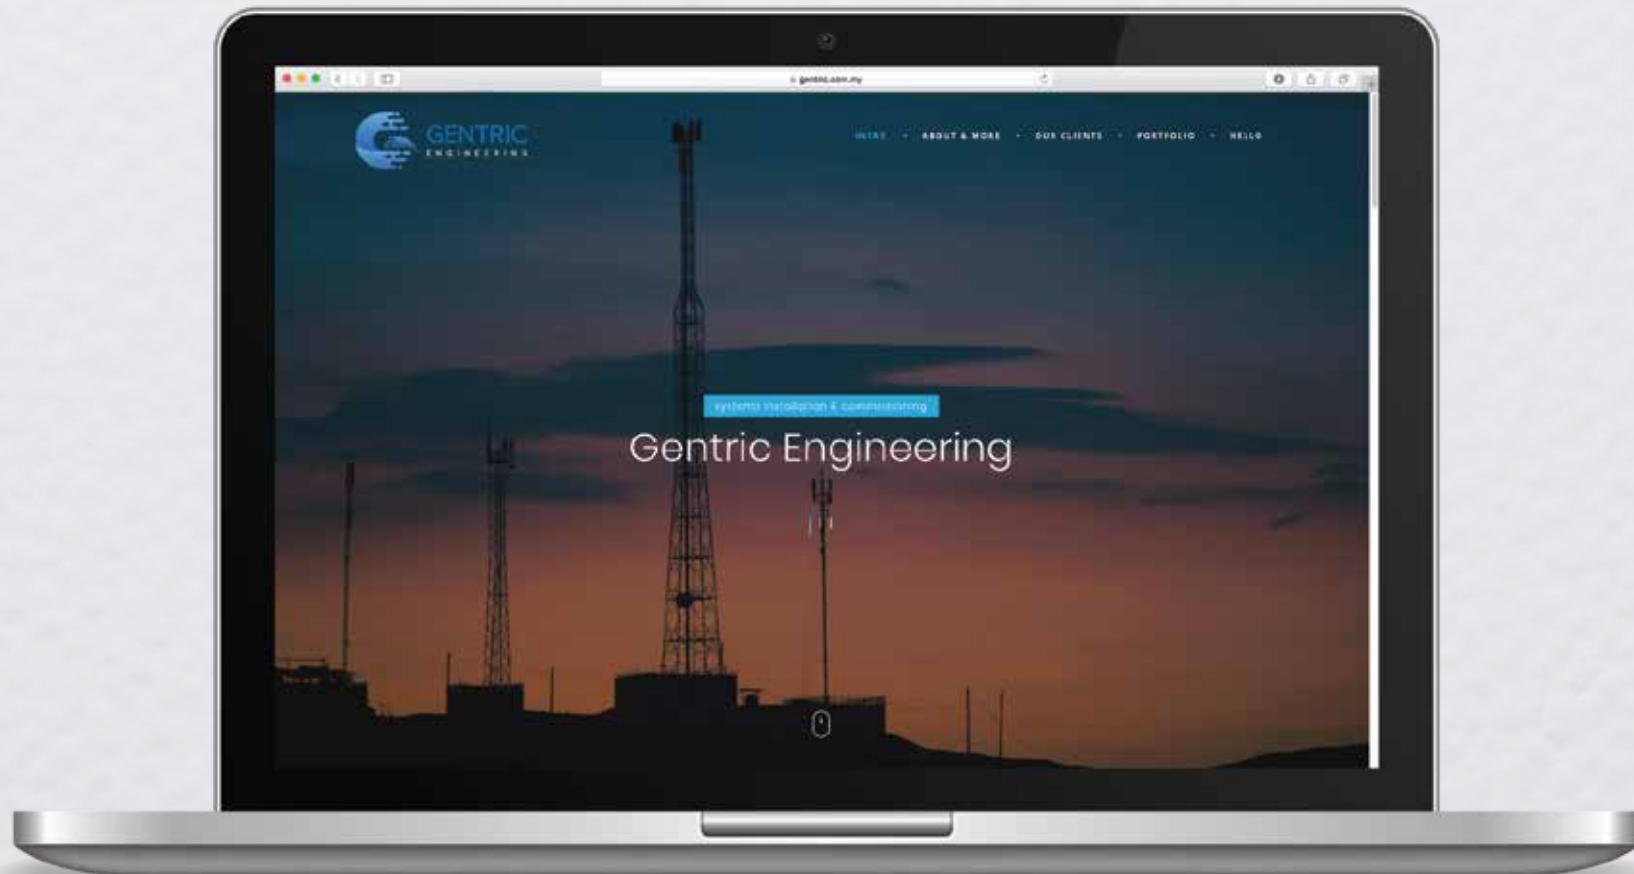 gentric.com.my
GENTRIC
ENGINEERING
INTRO • ABOUT & MORE • OUR CLIENTS • PORTFOLIO • HELLO
systems installation & commissioning
Gentric Engineering